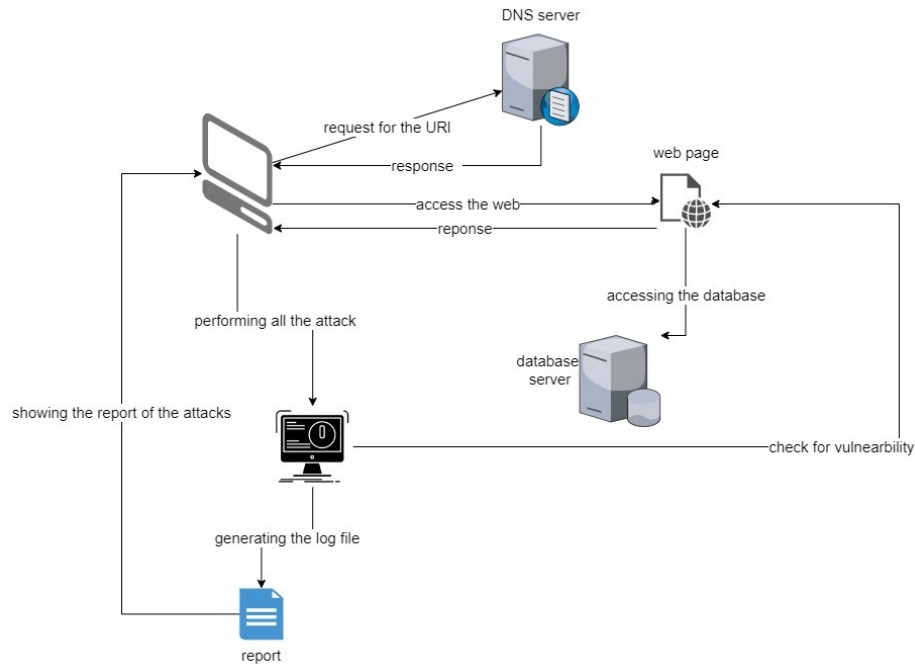 DNS server
request for the URI
response
web page
access the web
reponse
accessing the database
performing all the attack
database
server
showing the report of the attacks
check for vulnearbility
generating the log file
report